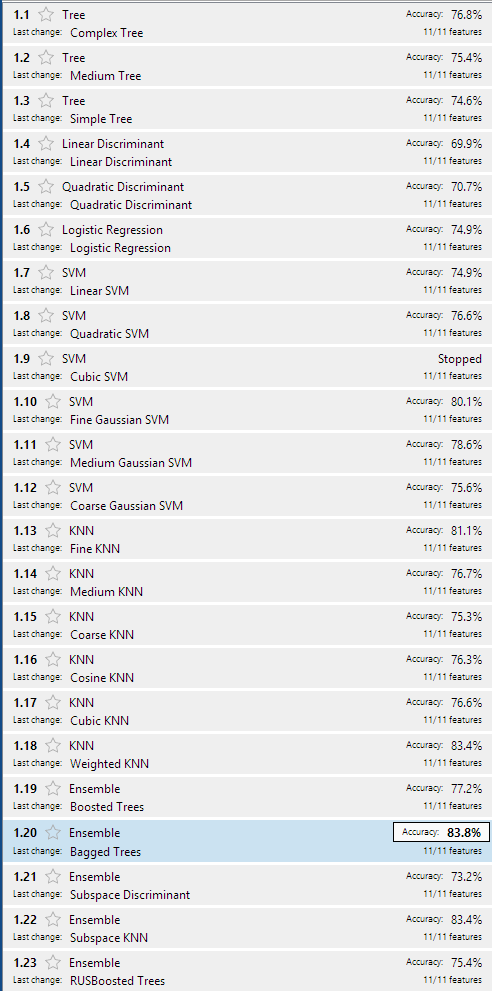 1.1 Tree Accuracy: 76.8%
Last change: Complex Tree 11/11 features
1.2 Tree Accuracy: 75.4%
Last change: Medium Tree 11/11 features
1.3 Tree Accuracy: 74.6%
Last change: Simple Tree 11/11 features
1.4 Linear Discriminant Accuracy: 69.9%
Last change: Linear Discriminant 11/11 features
1.5 Quadratic Discriminant Accuracy: 70.7%
Last change: Quadratic Discriminant 11/11 features
1.6 Logistic Regression Accuracy: 74.9%
Last change: Logistic Regression 11/11 features
1.7 SVM Accuracy: 74.9%
Last change: Linear SVM 11/11 features
1.8 SVM Accuracy: 76.6%
Last change: Quadratic SVM 11/11 features
1.9 SVM Stopped
Last change: Cubic SVM 11/11 features
1.10 SVM Accuracy: 80.1%
Last change: Fine Gaussian SVM 11/11 features
1.11 SVM Accuracy: 78.6%
Last change: Medium Gaussian SVM 11/11 features
1.12 SVM Accuracy: 75.6%
Last change: Coarse Gaussian SVM 11/11 features
1.13 KNN Accuracy: 81.1%
Last change: Fine KNN 11/11 features
1.14 KNN Accuracy: 76.7%
Last change: Medium KNN 11/11 features
1.15 KNN Accuracy: 75.3%
Last change: Coarse KNN 11/11 features
1.16 KNN Accuracy: 76.3%
Last change: Cosine KNN 11/11 features
1.17 KNN Accuracy: 76.6%
Last change: Cubic KNN 11/11 features
1.18 KNN Accuracy: 83.4%
Last change: Weighted KNN 11/11 features
1.19 Ensemble Accuracy: 77.2%
Last change: Boosted Trees 11/11 features
1.20 Ensemble Accuracy: 83.8%
Last change: Bagged Trees 11/11 features
1.21 Ensemble Accuracy: 73.2%
Last change: Subspace Discriminant 11/11 features
1.22 Ensemble Accuracy: 83.4%
Last change: Subspace KNN 11/11 features
1.23 Ensemble Accuracy: 75.4%
Last change: RUSBoosted Trees 11/11 features